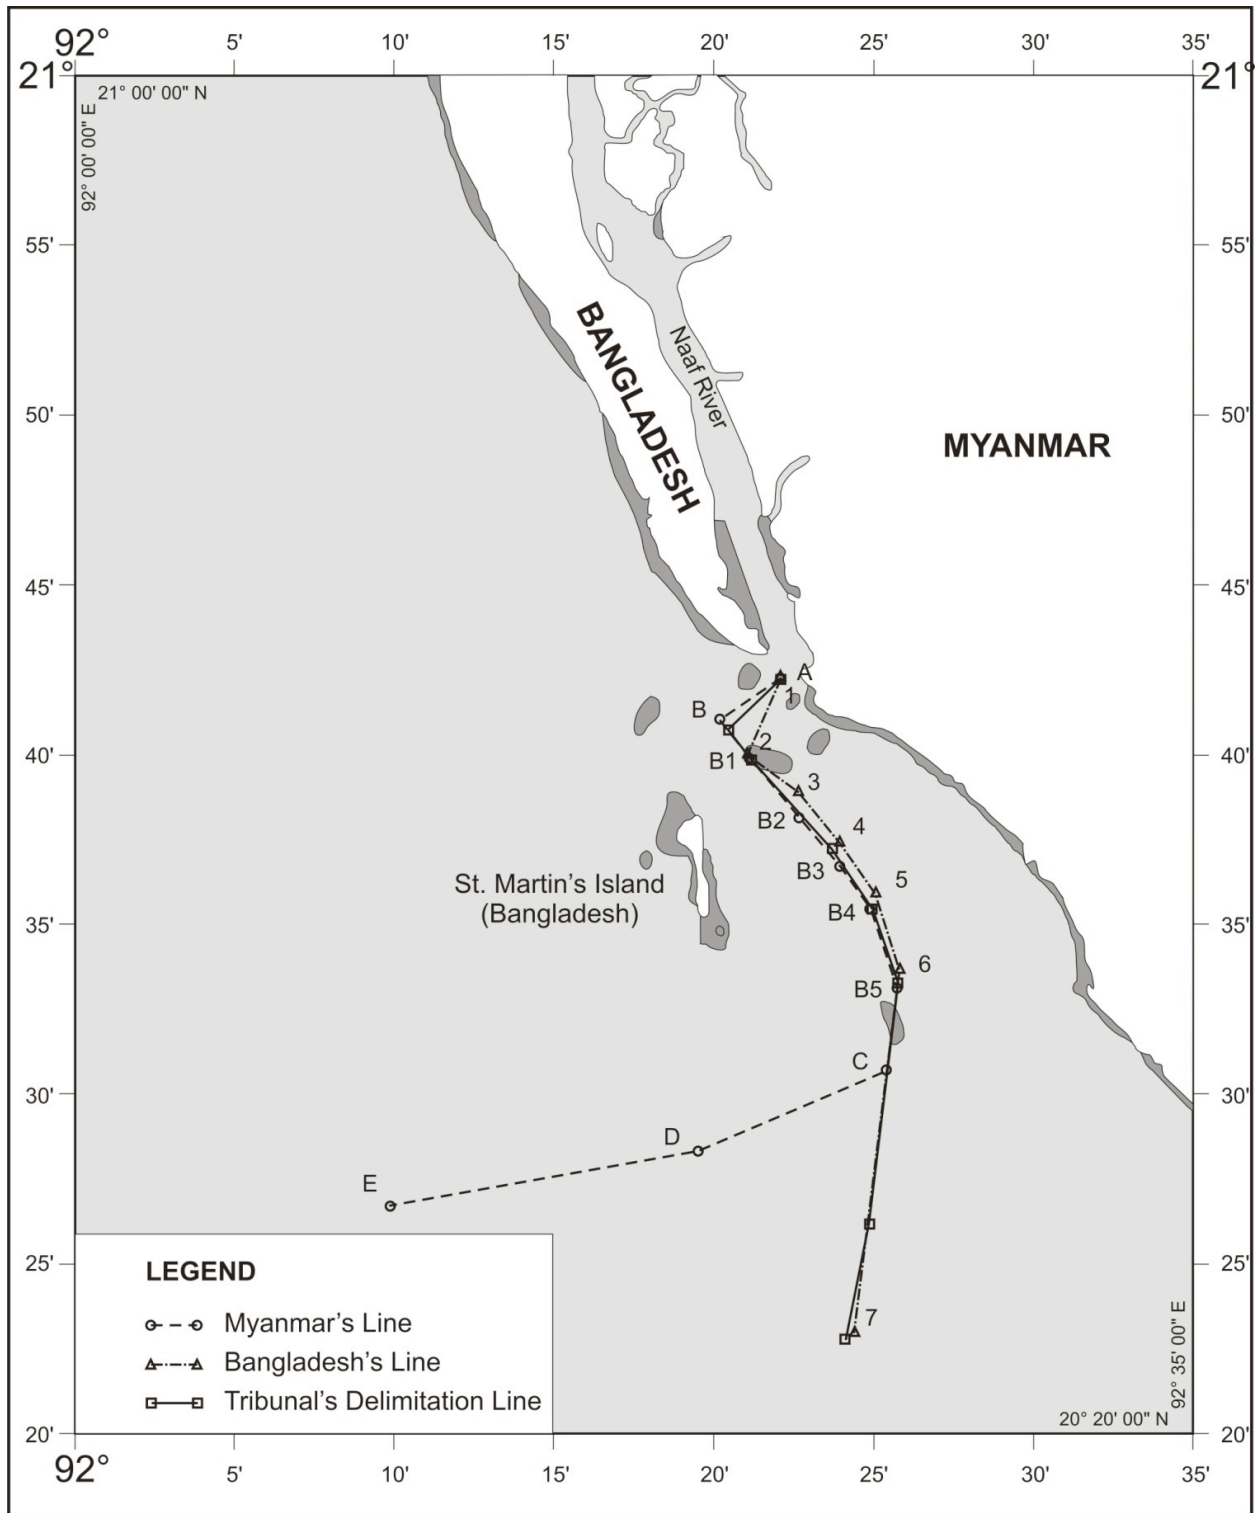 92°
5'
10'
15'
20'
25'
30'
35'
21°
21°
21° 00' 00" N
92° 00' 00" E
55'
55'
BANGLADESH
Naaf River
50'
50'
MYANMAR
45'
45'
A
1
B
40'
40'
2
B1
3
B2
4
B3
5
St. Martin's Island
(Bangladesh)
B4
35'
35'
6
B5
C
30'
30'
D
E
25'
25'
LEGEND
Myanmar's Line
Bangladesh's Line
Tribunal's Delimitation Line
7
92° 35' 00" E
20° 20' 00" N
20'
20'
92°
5'
10'
15'
20'
25'
30'
35'